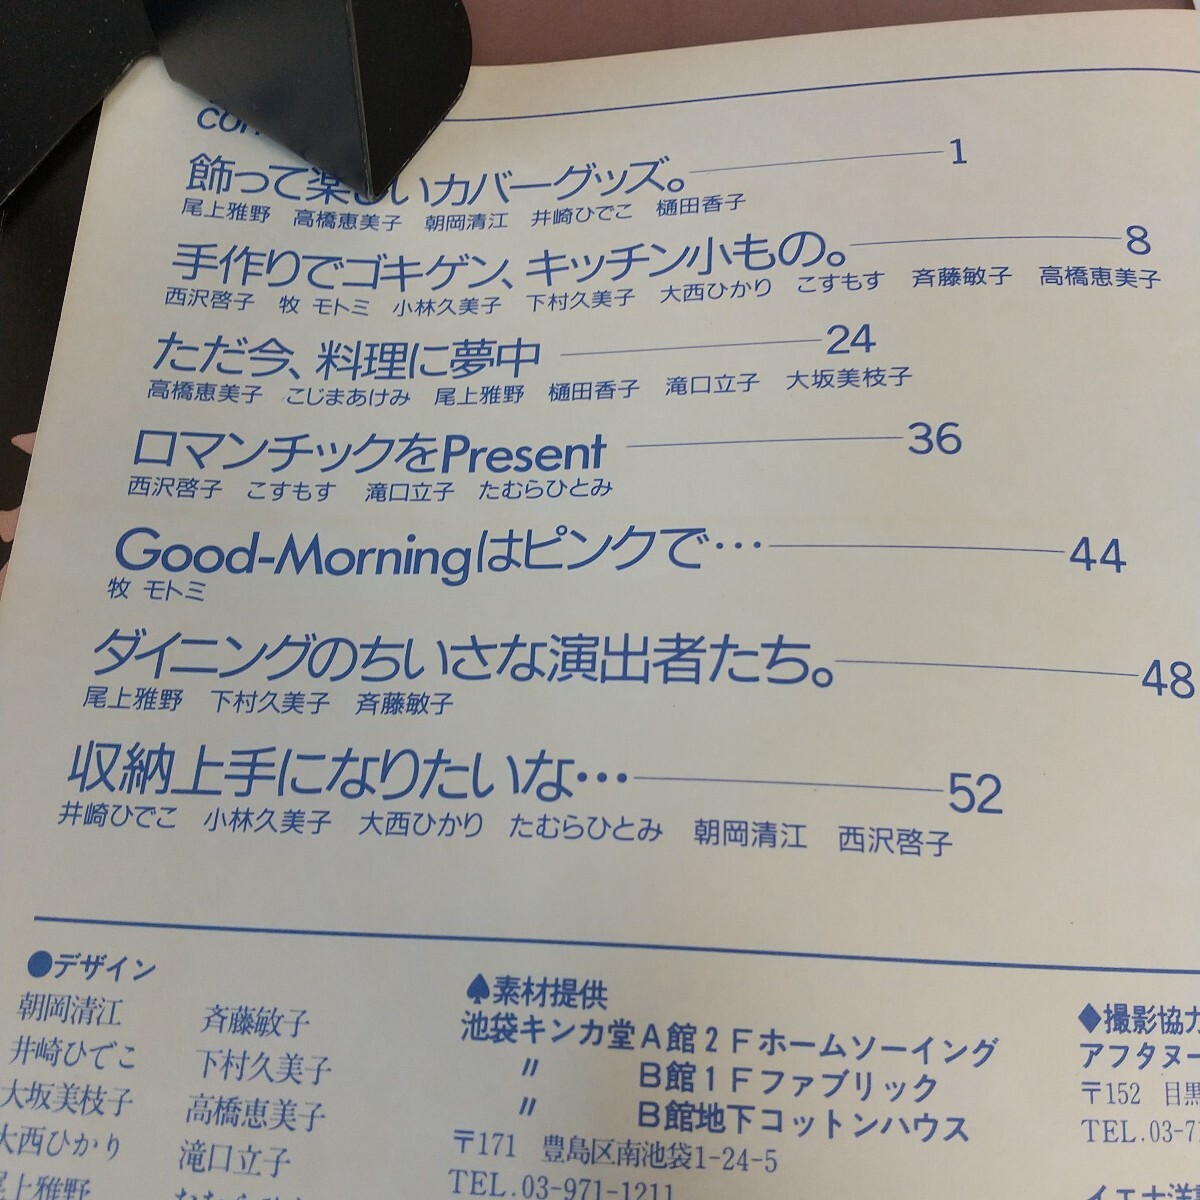 飾って楽しいカバーグッズ。 1
尾上雅野 高橋恵美子 朝岡清江 井崎ひでこ 樋田香子
手作りでゴキゲン、キッチン小もの。 8
西沢啓子 牧 モトミ 小林久美子 下村久美子 大西ひかり こすもす 斉藤敏子 高橋恵美子
ただ今、料理に夢中 24
高橋恵美子 こじまあけみ 尾上雅野 樋田香子 滝口立子 大坂美枝子
ロマンチックをPresent 36
西沢啓子 こすもす 滝口立子 たむらひとみ
Good-Morningはピンクで… 44
牧 モトミ
ダイニングのちいさな演出者たち。 48
尾上雅野 下村久美子 斉藤敏子
収納上手になりたいな… 52
井崎ひでこ 小林久美子 大西ひかり たむらひとみ 朝岡清江 西沢啓子
●デザイン
朝岡清江 斉藤敏子
井崎ひでこ 下村久美子
大坂美枝子 高橋恵美子
大西ひかり 滝口立子
尾上雅野
♠素材提供
池袋キンカ堂A館2Fホームソーイング
〃 B館1Fファブリック
〃 B館地下コットンハウス
〒171 豊島区南池袋1-24-5
TEL.03-971-1211
◆撮影協力
アフタヌー
〒152 目黒
TEL.03-7